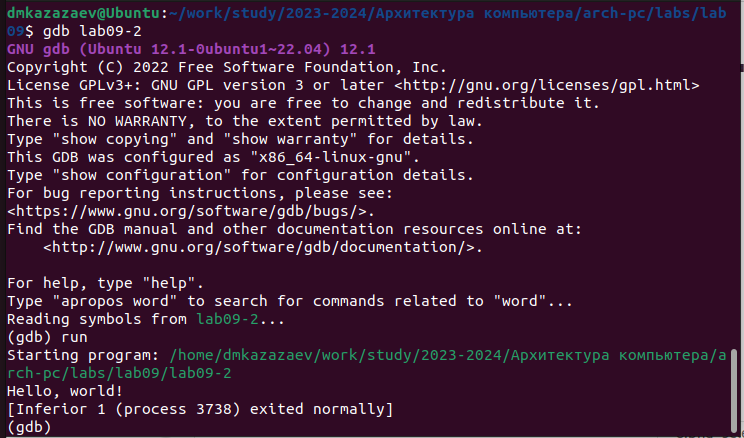 dmkazazaev@Ubuntu:~/work/study/2023-2024/Архитектура компьютера/arch-pc/labs/lab
09$ gdb lab09-2
GNU gdb (Ubuntu 12.1-0ubuntu1~22.04) 12.1
Copyright (C) 2022 Free Software Foundation, Inc.
License GPLv3+: GNU GPL version 3 or later <http://gnu.org/licenses/gpl.html>
This is free software: you are free to change and redistribute it.
There is NO WARRANTY, to the extent permitted by law.
Type "show copying" and "show warranty" for details.
This GDB was configured as "x86_64-linux-gnu".
Type "show configuration" for configuration details.
For bug reporting instructions, please see:
<https://www.gnu.org/software/gdb/bugs/>.
Find the GDB manual and other documentation resources online at:
    <http://www.gnu.org/software/gdb/documentation/>.

For help, type "help".
Type "apropos word" to search for commands related to "word"...
Reading symbols from lab09-2...
(gdb) run
Starting program: /home/dmkazazaev/work/study/2023-2024/Архитектура компьютера/a
rch-pc/labs/lab09/lab09-2
Hello, world!
[Inferior 1 (process 3738) exited normally]
(gdb)